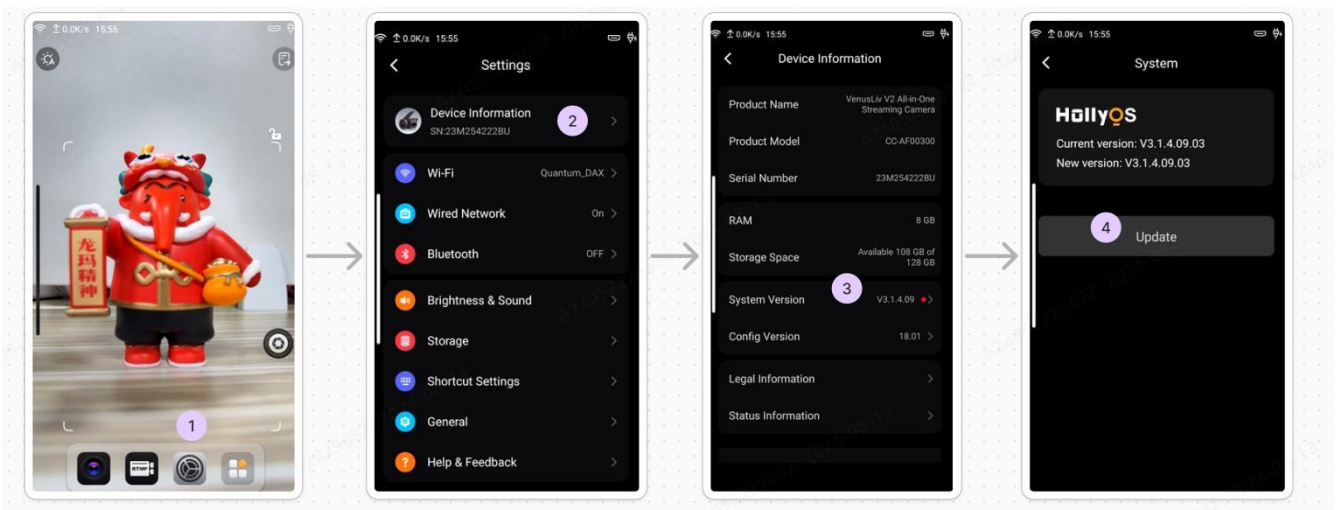 0.0K/s 15:55
龙
玛
精
神
1
RTMP
0.0K/s 15:55
Settings
Device Information
SN:23M254222BU
2
Wi-Fi Quantum_DAX
Wired Network On
Bluetooth OFF
Brightness & Sound
Storage
Shortcut Settings
General
Help & Feedback
0.0K/s 15:55
Device Information
Product Name VenusLiv V2 All-in-One
Streaming Camera
Product Model CC-AF00300
Serial Number 23M254222BU
RAM 8 GB
Storage Space Available 108 GB of
128 GB
3
System Version V3.1.4.09
Config Version 18.01
Legal Information
Status Information
0.0K/s 15:55
System
HollyOS
Current version: V3.1.4.09.03
New version: V3.1.4.09.03
4
Update